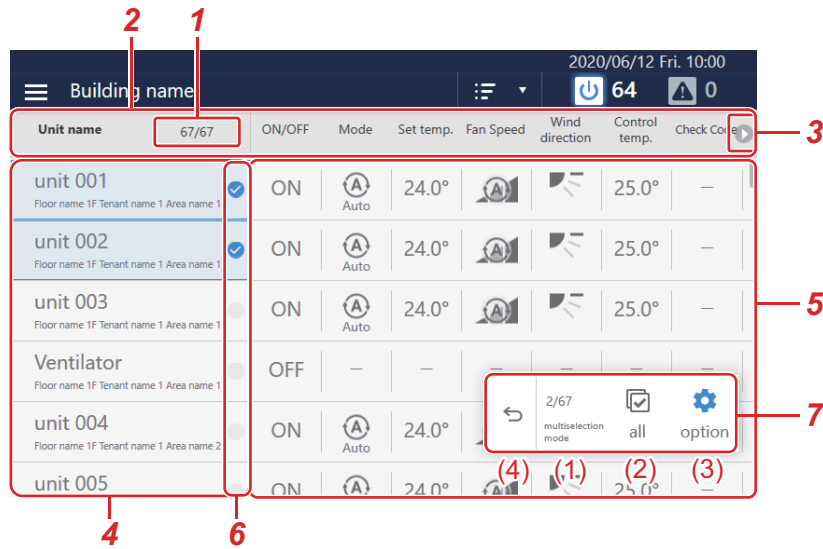 2 1
2020/06/12 Fri. 10:00
Building name 64 0
Unit name 67/67 ON/OFF Mode Set temp. Fan Speed Wind direction Control temp. Check Code 3
unit 001 ON A Auto 24.0° A 25.0° –
Floor name 1F Tenant name 1 Area name 1
unit 002 ON A Auto 24.0° A 25.0° –
Floor name 1F Tenant name 1 Area name 1
unit 003 ON A Auto 24.0° A 25.0° – 5
Floor name 1F Tenant name 1 Area name 1
Ventilator OFF – – – – – –
Floor name 1F Tenant name 1 Area name 1
2/67
multiselection
mode
all option 7
unit 004 ON A Auto 24.0°
Floor name 1F Tenant name 1 Area name 2
(4) (1) (2) (3)
unit 005 ON A 24.0° A 25.0° –
4 6